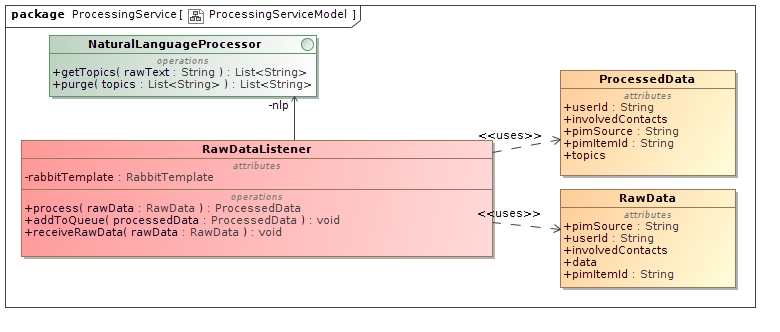 package ProcessingService[ ProcessingServiceModel ]
NaturalLanguageProcessor
operations
+getTopics( rawText : String ) : List<String>
+purge( topics : List<String> ) : List<String>
-nlp
RawDataListener
attributes
-rabbitTemplate : RabbitTemplate
operations
+process( rawData : RawData ) : ProcessedData
+addToQueue( processedData : ProcessedData ) : void
+receiveRawData( rawData : RawData ) : void
<<uses>>
<<uses>>
ProcessedData
attributes
+userId : String
+involvedContacts
+pimSource : String
+pimItemId : String
+topics
RawData
attributes
+pimSource : String
+userId : String
+involvedContacts
+data
+pimItemId : String